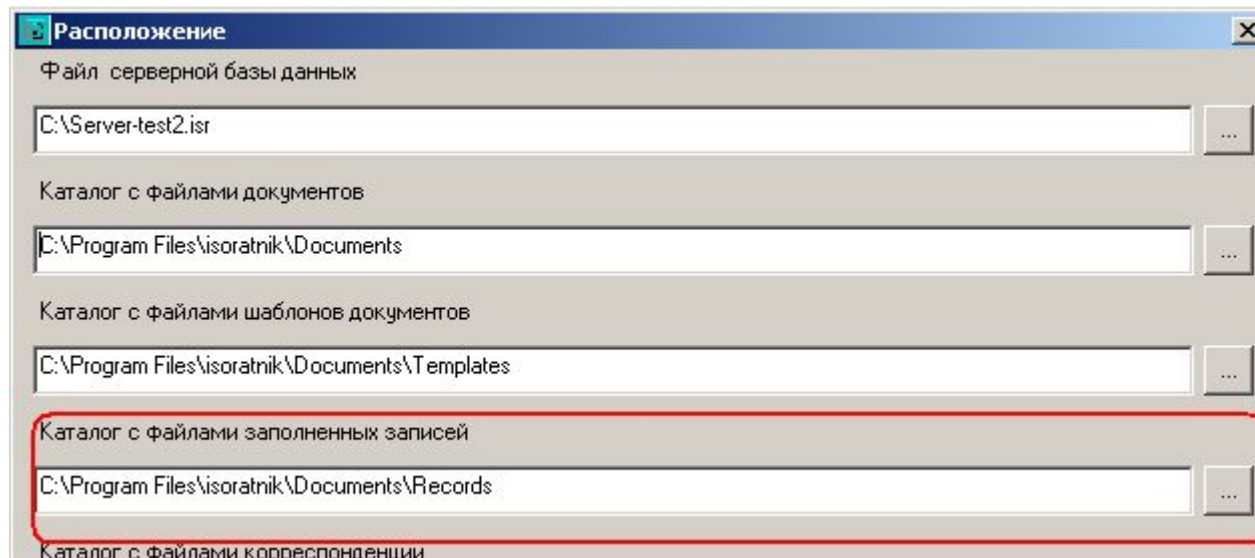 Расположение
Файл серверной базы данных
C:\Server-test2.isr
...
Каталог с файлами документов
C:\Program Files\isoratnik\Documents
...
Каталог с файлами шаблонов документов
C:\Program Files\isoratnik\Documents\Templates
...
Каталог с файлами заполненных записей
C:\Program Files\isoratnik\Documents\Records
...
Каталог с файлами корреспонденции